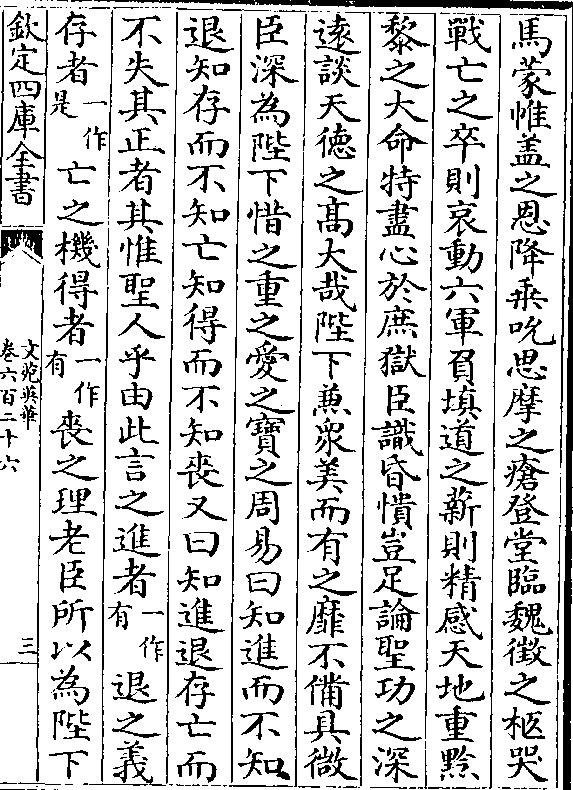 馬蒙惟盖之恩降乗吮思摩之瘡登堂臨魏徴之柩哭
戰亡之卒則哀動六軍負填道之薪則精感天地重黔
黎之大命特盡心於庶獄臣識昏憒豈足論聖功之深
遠談天德之髙大哉陛下兼衆美而有之靡不備具微
臣深為陛下惜之重之愛之寳之周易曰知進而不知
退知存而不知亡知得而不知喪又曰知進退存亡而
不失其正者其惟聖人乎由此言之進者一作有退之義
存者一作是亡之機得者一作有喪之理老臣所以為陛下
欽定四庫全書
文苑英華
卷六百二十六
三